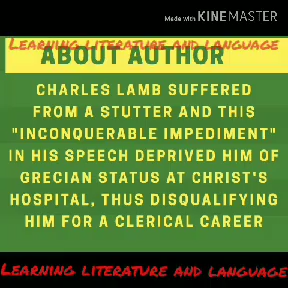 Made with KINEMASTER
LEARNING LITERATURE AND LANGUAGE
ABOUT AUTHOR
CHARLES LAMB SUFFERED
FROM A STUTTER AND THIS
"INCONQUERABLE IMPEDIMENT"
IN HIS SPEECH DEPRIVED HIM OF
GRECIAN STATUS AT CHRIST'S
HOSPITAL, THUS DISQUALIFYING
HIM FOR A CLERICAL CAREER
LEARNING LITERATURE AND LANGUAGE